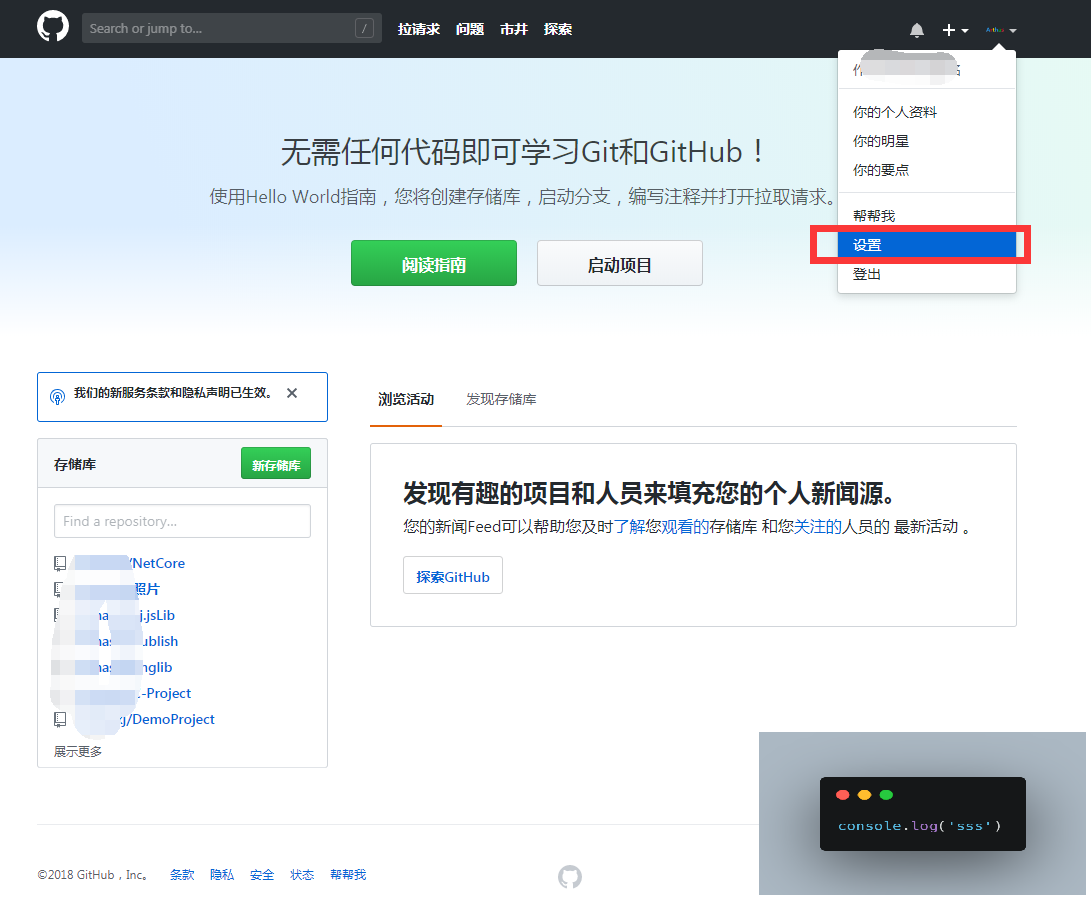 Search or jump to...
/
拉请求 问题 市井 探索
你的个人资料
你的明星
你的要点
帮帮我
设置
登出
无需任何代码即可学习Git和GitHub！
使用Hello World指南，您将创建存储库，启动分支，编写注释并打开拉取请求。
阅读指南 启动项目
我们的新服务条款和隐私声明已生效。
存储库 新存储库
Find a repository...
/NetCore
照片
j.jsLib
ublish
nglib
-Project
/DemoProject
展示更多
浏览活动 发现存储库
发现有趣的项目和人员来填充您的个人新闻源。
您的新闻Feed可以帮助您及时了解您观看的存储库 和您关注的人员的 最新活动 。
探索GitHub
console.log('sss')
©2018 GitHub，Inc。 条款 隐私 安全 状态 帮帮我